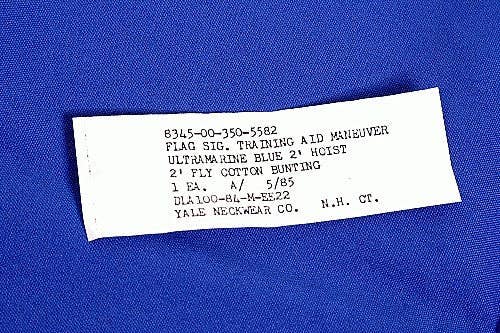 8345-00-350-5582
FLAG SIG. TRAINING AID MANEUVER
ULTRAMARINE BLUE 2' HOIST
2' FLY COTTON BUNTING
1 EA. A/ 5/85
DLA100-84-M-EE22
YALE NECKWEAR CO. N.H. CT.